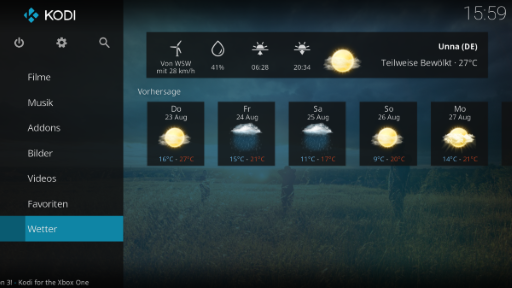 KODI
15:59
Filme
Musik
Addons
Bilder
Videos
Favoriten
Wetter
Von WSW
mit 28 km/h
41%
06:28
20:34
Unna (DE)
Teilweise Bewölkt · 27°C
Vorhersage
Do
23 Aug
16°C - 27°C
Fr
24 Aug
15°C - 21°C
Sa
25 Aug
11°C - 17°C
So
26 Aug
9°C - 20°C
Mo
27 Aug
14°C - 21°C
n 3! · Kodi for the Xbox One